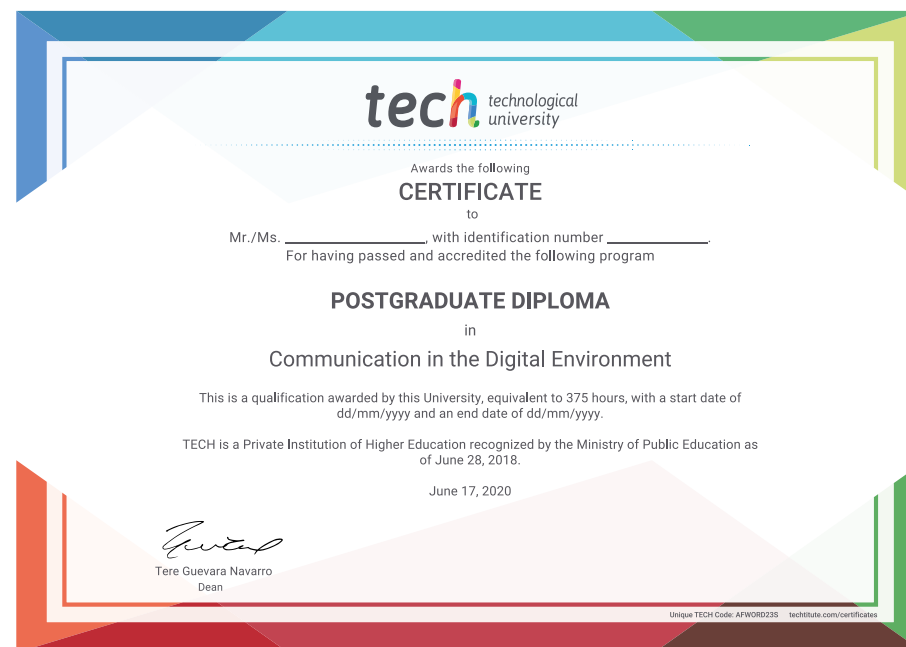 tech technological
university
Awards the following
CERTIFICATE
to
Mr./Ms. ____________________, with identification number ______________.
For having passed and accredited the following program
POSTGRADUATE DIPLOMA
in
Communication in the Digital Environment
This is a qualification awarded by this University, equivalent to 375 hours, with a start date of
dd/mm/yyyy and an end date of dd/mm/yyyy.
TECH is a Private Institution of Higher Education recognized by the Ministry of Public Education as
of June 28, 2018.
June 17, 2020
Tere Guevara Navarro
Dean
Unique TECH Code: AFWORD23S techtitute.com/certificates